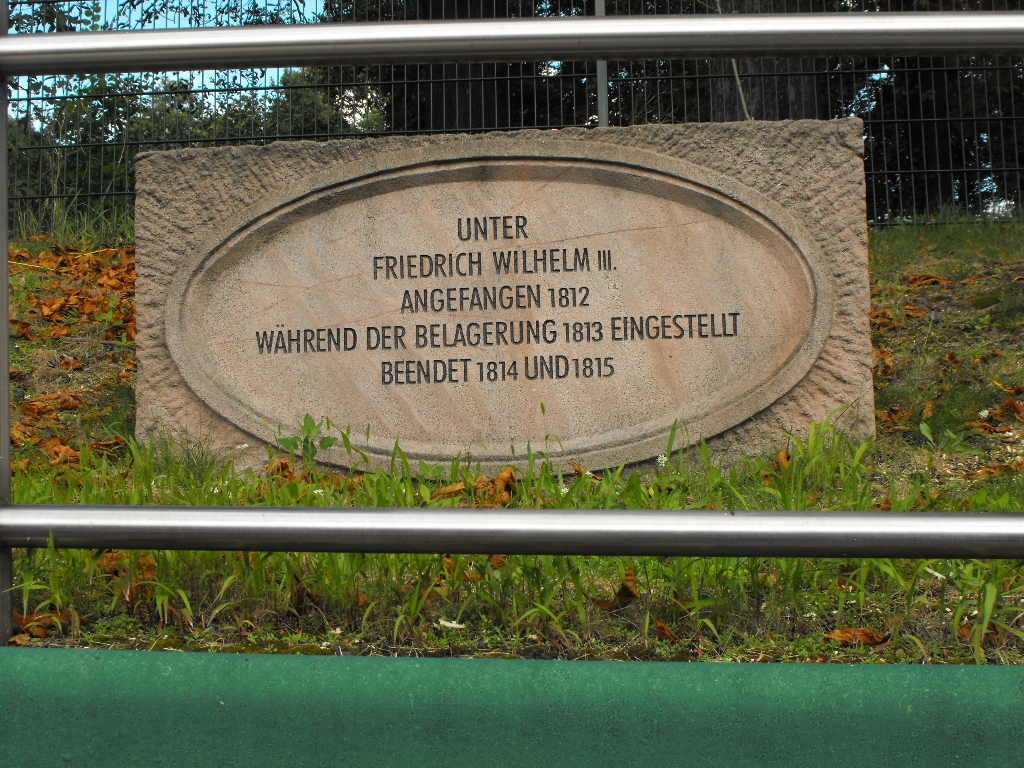 UNTER
FRIEDRICH WILHELM III.
ANGEFANGEN 1812
WÄHREND DER BELAGERUNG 1813 EINGESTELLT
BEENDET 1814 UND 1815